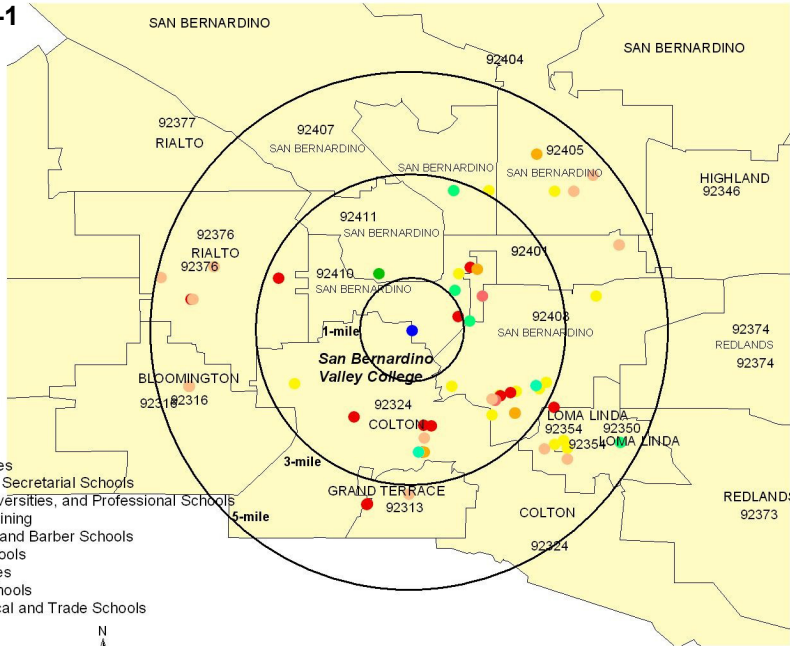 -1
SAN BERNARDINO
SAN BERNARDINO
92404
92377
RIALTO
92407
SAN BERNARDINO
92405
SAN BERNARDINO
SAN BERNARDINO
HIGHLAND
92346
92411
SAN BERNARDINO
92376
RIALTO
92376
92401
92410
SAN BERNARDINO
92408
SAN BERNARDINO
1-mile
92374
REDLANDS
92374
San Bernardino
Valley College
BLOOMINGTON
92316
92316
92324
COLTON
LOMA LINDA
92354
92350
92354
LOMA LINDA
3-mile
GRAND TERRACE
92313
5-mile
COLTON
92324
REDLANDS
92373
es
Secretarial Schools
versities, and Professional Schools
ining
and Barber Schools
ools
es
hools
cal and Trade Schools
N